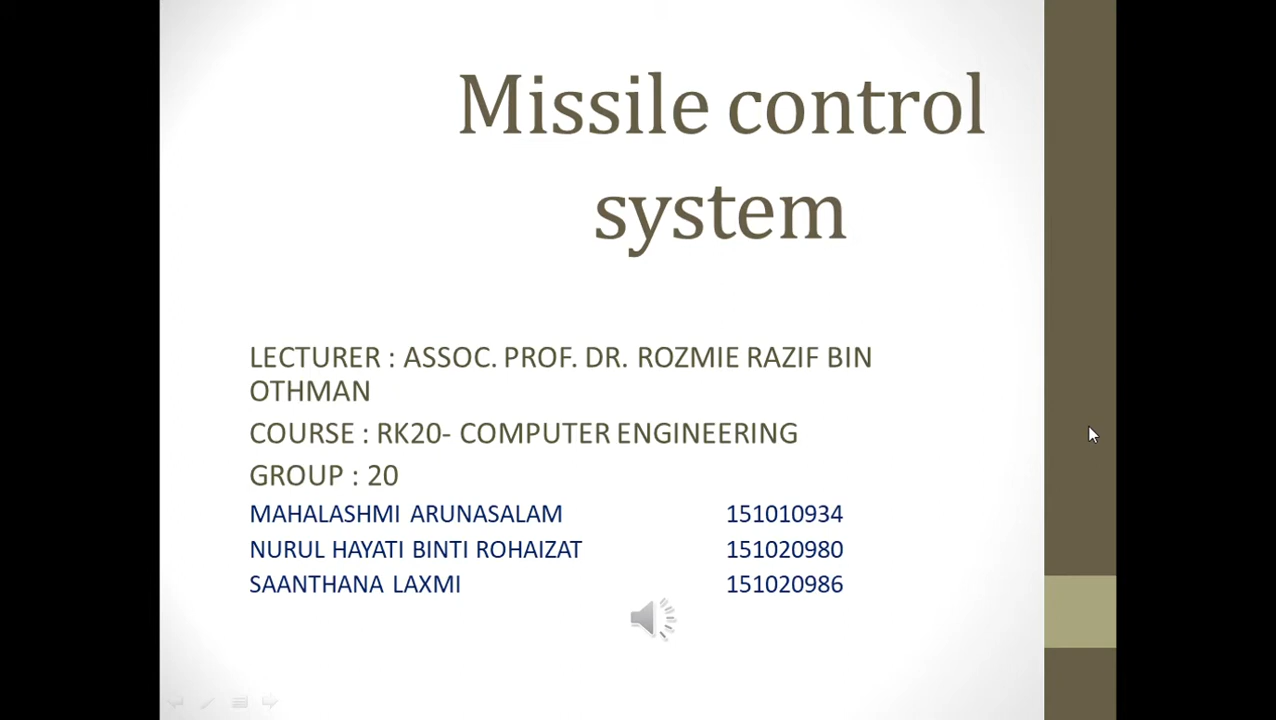 Missile control
system
LECTURER : ASSOC. PROF. DR. ROZMIE RAZIF BIN
OTHMAN
COURSE : RK20- COMPUTER ENGINEERING
GROUP : 20
MAHALASHMI ARUNASALAM 151010934
NURUL HAYATI BINTI ROHAIZAT 151020980
SAANTHANA LAXMI 151020986